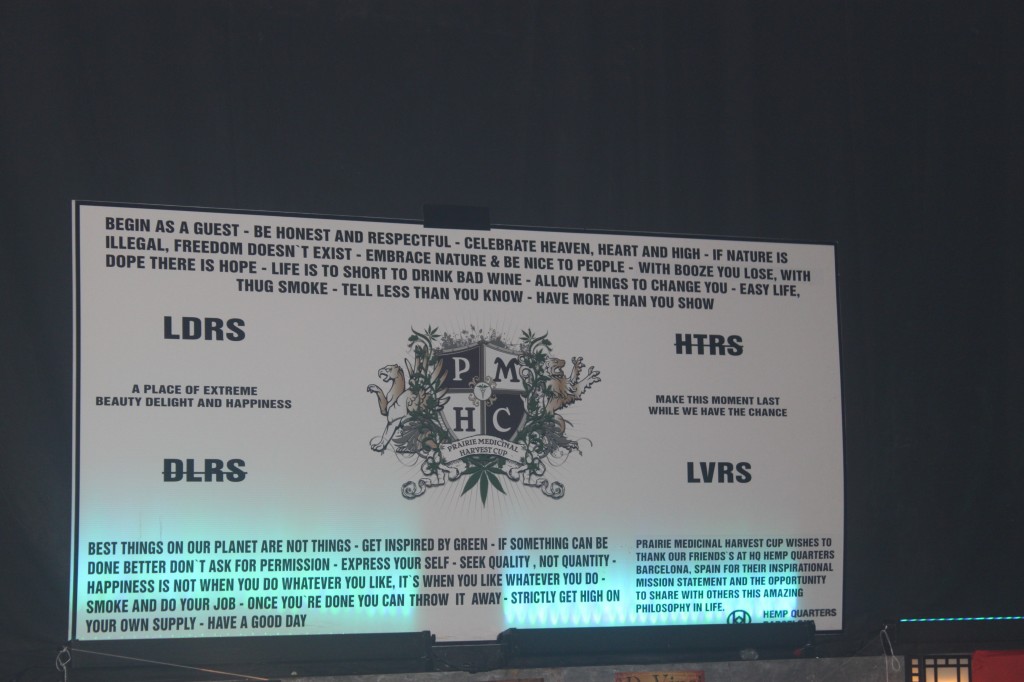 BEGIN AS A GUEST - BE HONEST AND RESPECTFUL - CELEBRATE HEAVEN, HEART AND HIGH - IF NATURE IS
ILLEGAL, FREEDOM DOESN`T EXIST - EMBRACE NATURE & BE NICE TO PEOPLE - WITH BOOZE YOU LOSE, WITH
DOPE THERE IS HOPE - LIFE IS TO SHORT TO DRINK BAD WINE - ALLOW THINGS TO CHANGE YOU - EASY LIFE,
THUG SMOKE - TELL LESS THAN YOU KNOW - HAVE MORE THAN YOU SHOW
LDRS
A PLACE OF EXTREME
BEAUTY DELIGHT AND HAPPINESS
DLRS
P M
H C
PRAIRIE MEDICINAL
HARVEST CUP
HTRS
MAKE THIS MOMENT LAST
WHILE WE HAVE THE CHANCE
LVRS
BEST THINGS ON OUR PLANET ARE NOT THINGS - GET INSPIRED BY GREEN - IF SOMETHING CAN BE
DONE BETTER DON`T ASK FOR PERMISSION - EXPRESS YOUR SELF - SEEK QUALITY , NOT QUANTITY -
HAPPINESS IS NOT WHEN YOU DO WHATEVER YOU LIKE, IT`S WHEN YOU LIKE WHATEVER YOU DO -
SMOKE AND DO YOUR JOB - ONCE YOU`RE DONE YOU CAN THROW IT AWAY - STRICTLY GET HIGH ON
YOUR OWN SUPPLY - HAVE A GOOD DAY
PRAIRIE MEDICINAL HARVEST CUP WISHES TO
THANK OUR FRIENDS`S AT HQ HEMP QUARTERS
BARCELONA, SPAIN FOR THEIR INSPIRATIONAL
MISSION STATEMENT AND THE OPPORTUNITY
TO SHARE WITH OTHERS THIS AMAZING
PHILOSOPHY IN LIFE.
HEMP QUARTERS